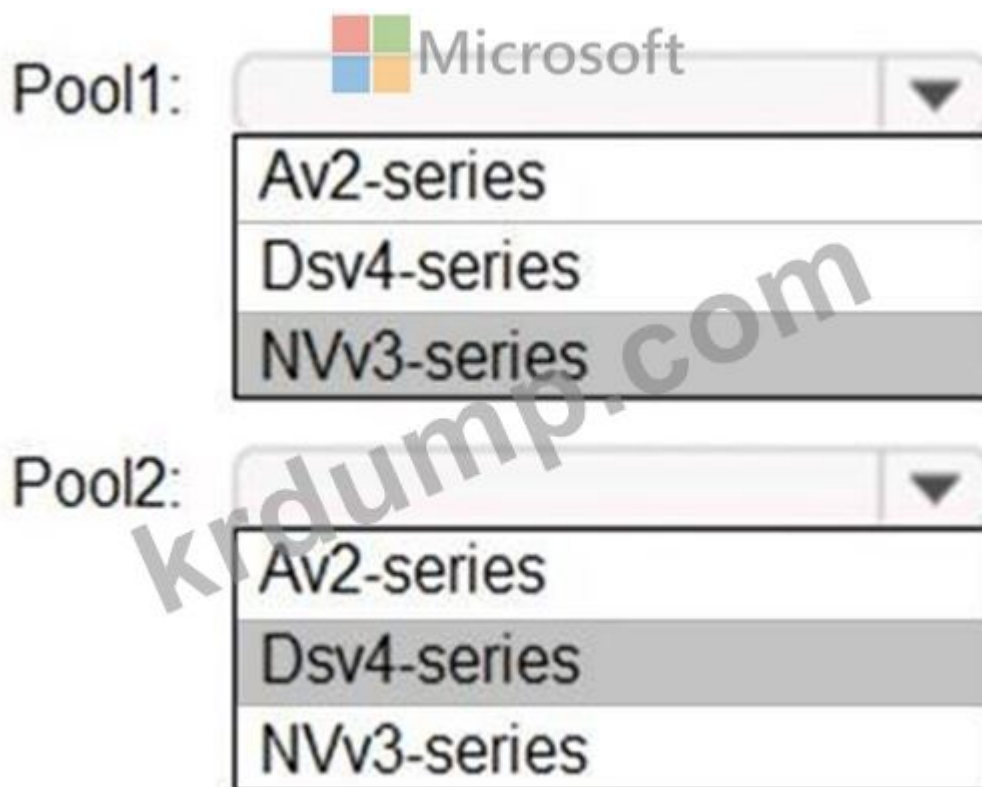 Microsoft
Pool1:
Av2-series
Dsv4-series
NVv3-series
krdump.com
Pool2:
Av2-series
Dsv4-series
NVv3-series